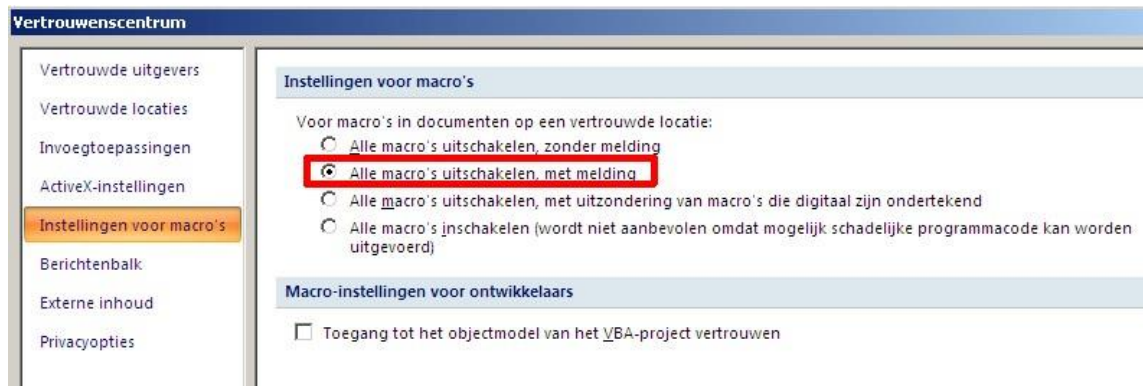 Vertrouwenscentrum
Vertrouwde uitgevers
Vertrouwde locaties
Invoegtoepassingen
ActiveX-instellingen
Instellingen voor macro's
Berichtenbalk
Externe inhoud
Privacyopties
Instellingen voor macro's
Voor macro's in documenten op een vertrouwde locatie:
Alle macro's uitschakelen, zonder melding
Alle macro's uitschakelen, met melding
Alle macro's uitschakelen, met uitzondering van macro's die digitaal zijn ondertekend
Alle macro's inschakelen (wordt niet aanbevolen omdat mogelijk schadelijke programmacode kan worden
uitgevoerd)
Macro-instellingen voor ontwikkelaars
Toegang tot het objectmodel van het VBA-project vertrouwen